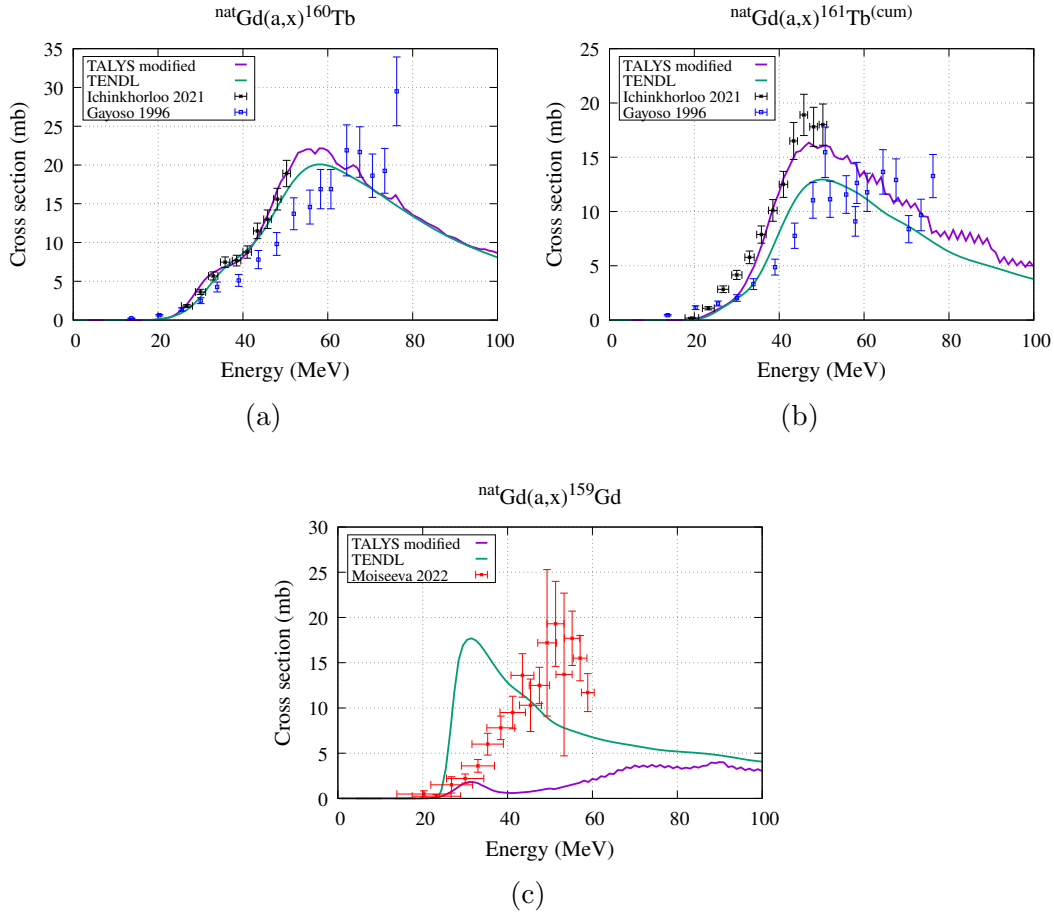 natGd(a,x)160Tb
35
30
25
20
15
10
5
0
Cross section (mb)
TALYS modified
TENDL
Ichinkhorloo 2021
Gayoso 1996
0 20 40 60 80 100
Energy (MeV)
(a)
natGd(a,x)161Tb(cum)
25
20
15
10
5
0
Cross section (mb)
TALYS modified
TENDL
Ichinkhorloo 2021
Gayoso 1996
0 20 40 60 80 100
Energy (MeV)
(b)
natGd(a,x)159Gd
30
25
20
15
10
5
0
Cross section (mb)
TALYS modified
TENDL
Moiseeva 2022
0 20 40 60 80 100
Energy (MeV)
(c)